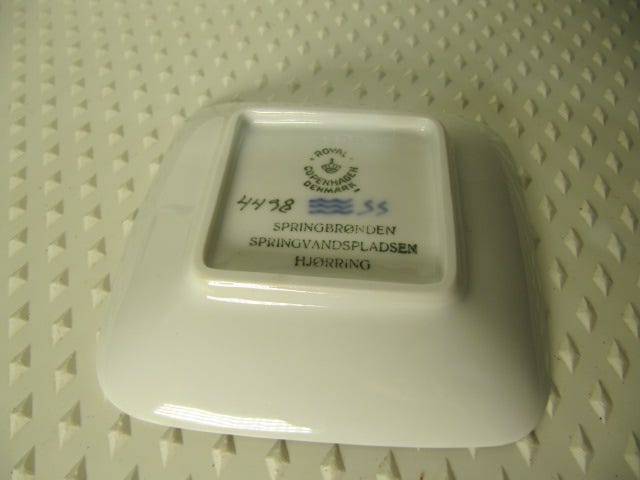 ROYAL
COPENHAGEN
DENMARK
4498 SS
SPRINGBRØNDEN
SPRINGVANDSPLADSEN
HJØRRING